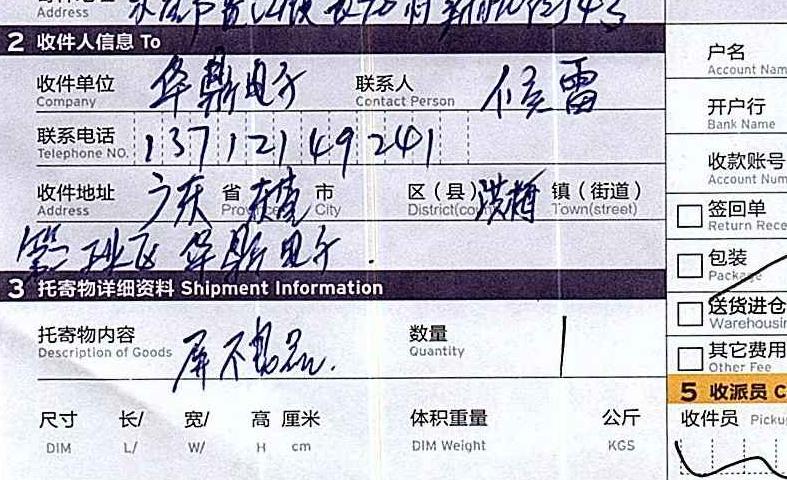 Address
2 收件人信息 To
户名
Account Nam
收件单位 华鼎电子 联系人 侯雷
Company Contact Person
开户行
Bank Name
联系电话 13712149241
Telephone NO.
收款账号
Account Num
收件地址 广东 省 东莞 市 区（县） 洪梅 镇（街道）
Address Province City District(cou Town(street)
签回单
Return Rece
第二工业区 华鼎电子.
包装
Package
3 托寄物详细资料 Shipment Information
送货进仓
Warehousin
托寄物内容 屏不良品. 数量 1
Description of Goods Quantity
其它费用
Other Fee
5 收派员 C
尺寸 长/ 宽/ 高 厘米 体积重量 公斤
DIM L/ W/ H cm DIM Weight KGS
收件员 Picku